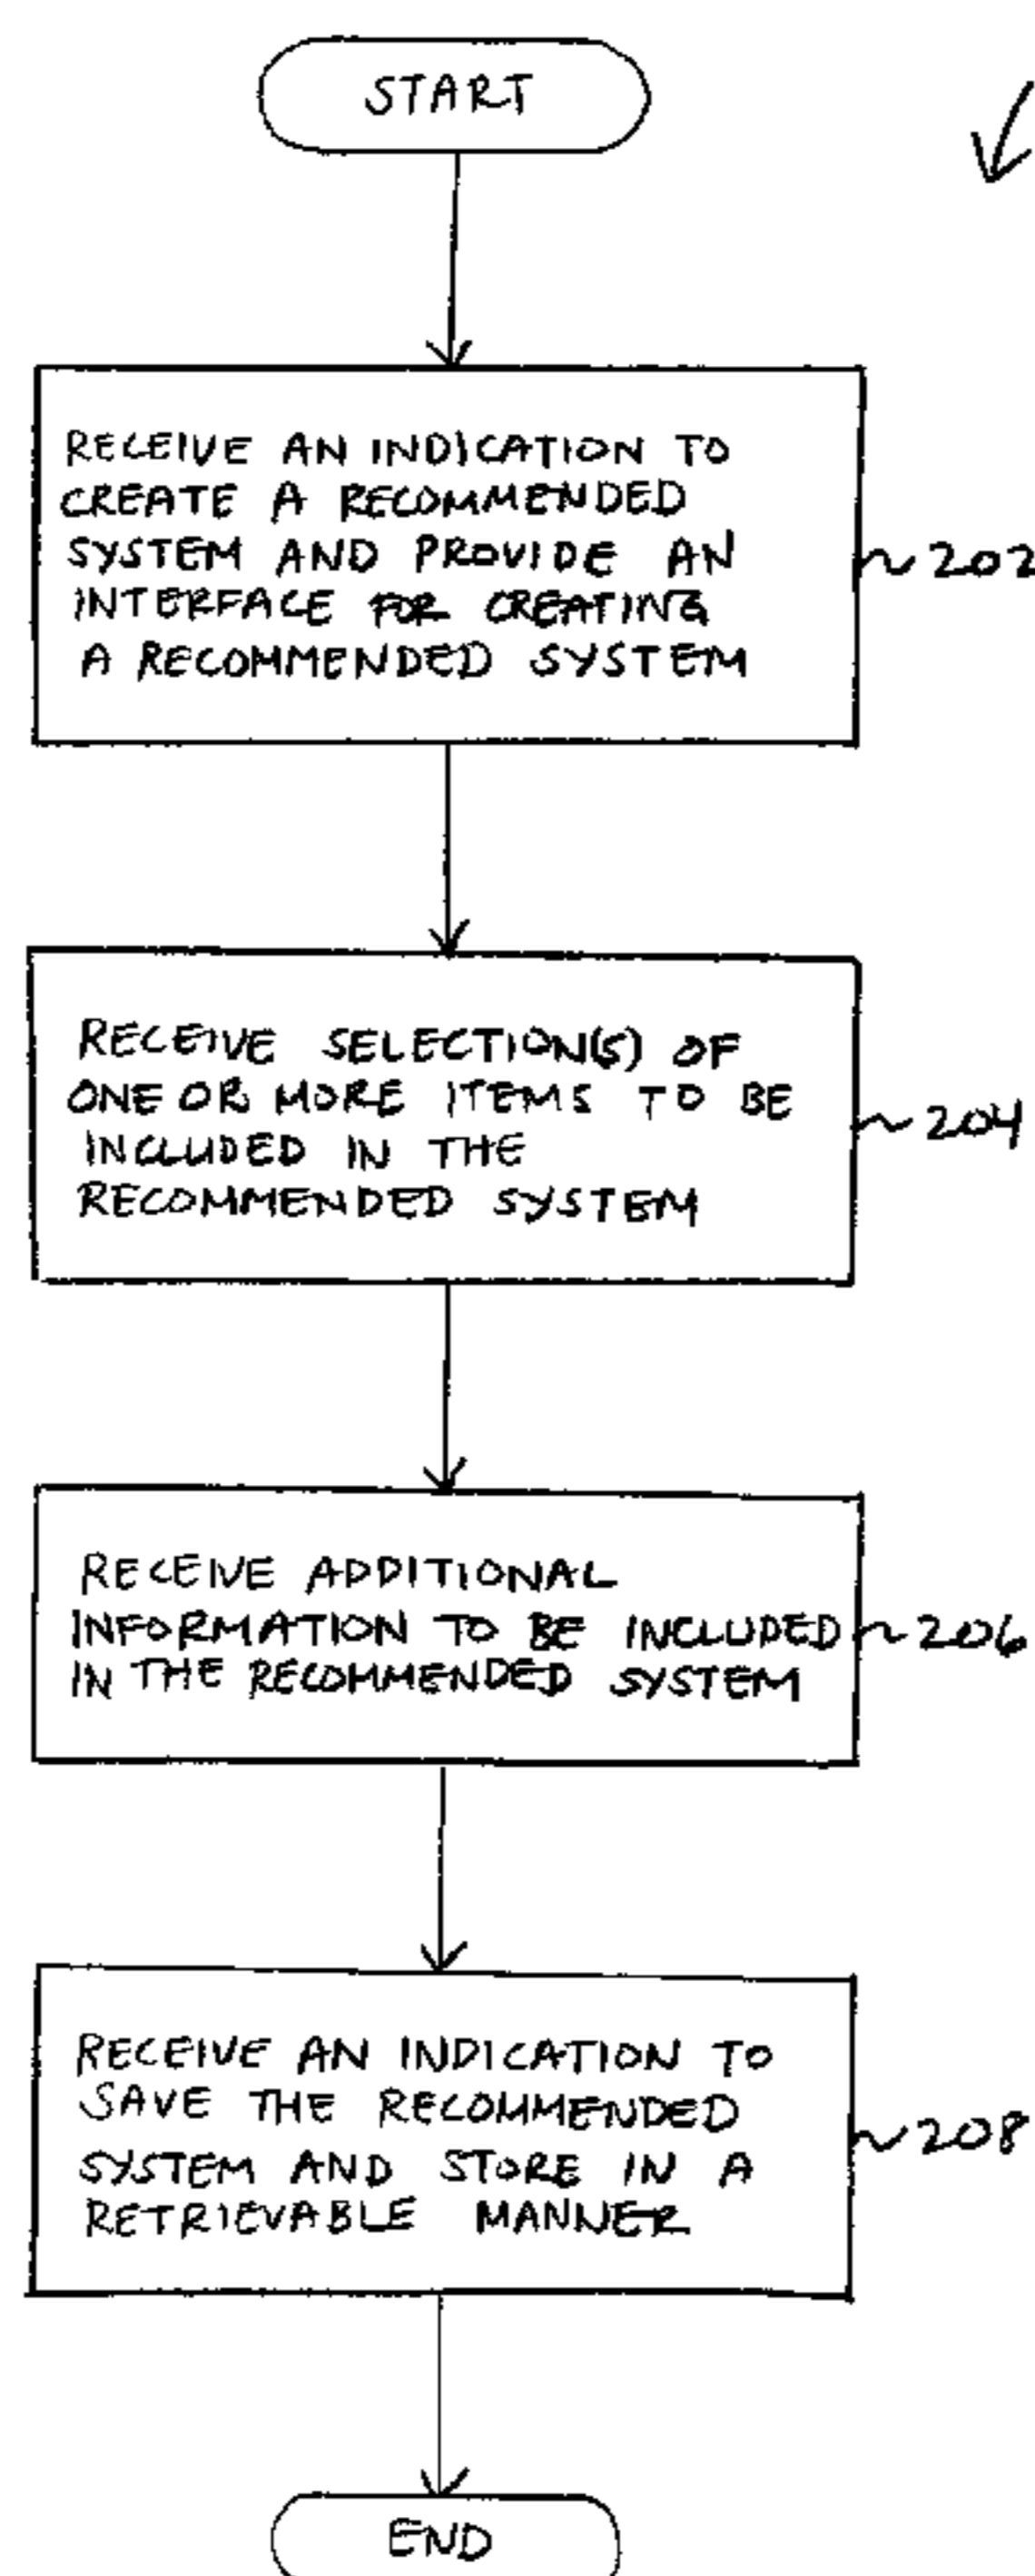 START
RECEIVE AN INDICATION TO
CREATE A RECOMMENDED
SYSTEM AND PROVIDE AN
INTERFACE FOR CREATING
A RECOMMENDED SYSTEM
202
RECEIVE SELECTION(S) OF
ONE OR MORE ITEMS TO BE
INCLUDED IN THE
RECOMMENDED SYSTEM
204
RECEIVE ADDITIONAL
INFORMATION TO BE INCLUDED
IN THE RECOMMENDED SYSTEM
206
RECEIVE AN INDICATION TO
SAVE THE RECOMMENDED
SYSTEM AND STORE IN A
RETRIEVABLE MANNER
208
END